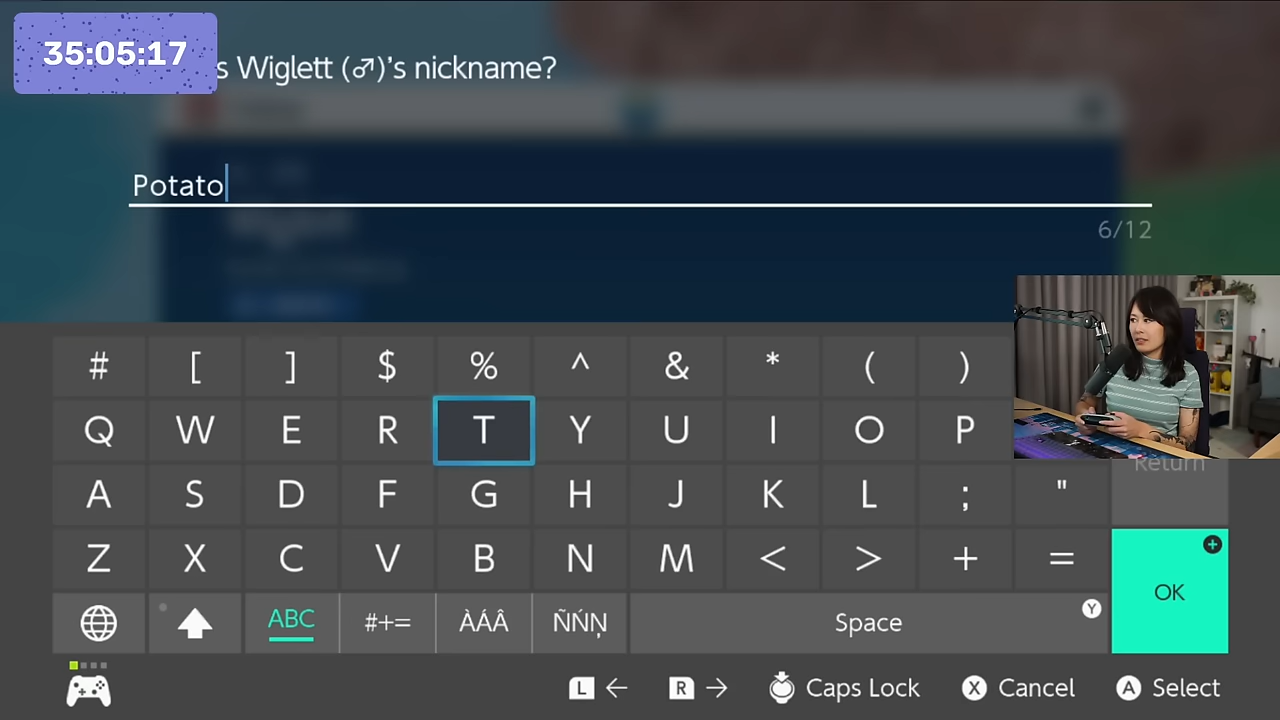 35:05:17
s Wiglett (♂)'s nickname?
Potato
6/12
# [ ] $ % ^ & * ( )
Q W E R T Y U I O P
Return
A S D F G H J K L ; "
Z X C V B N M < > + =
OK
ABC #+= ÀÁÂ ÑŃŅ Space Y
L ← R → Caps Lock X Cancel A Select